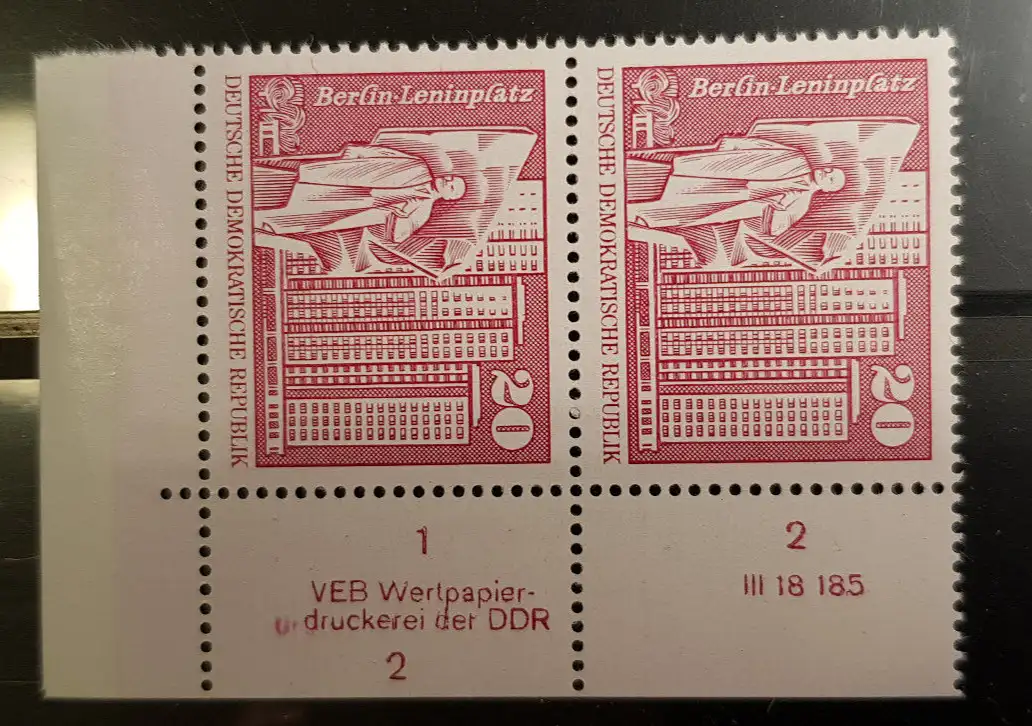 Berlin-Leninplatz
DEUTSCHE DEMOKRATISCHE REPUBLIK
20
Berlin-Leninplatz
DEUTSCHE DEMOKRATISCHE REPUBLIK
20
1
VEB Wertpapier-
druckerei der DDR
2
2
III 18 185